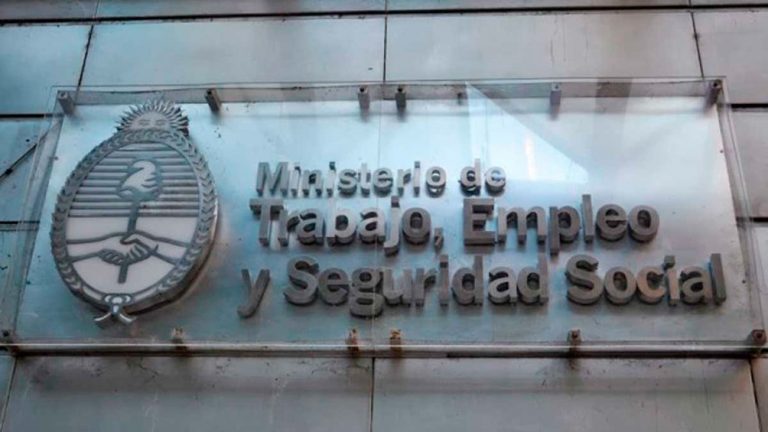 Ministerio de
Trabajo, Empleo
y Seguridad Social